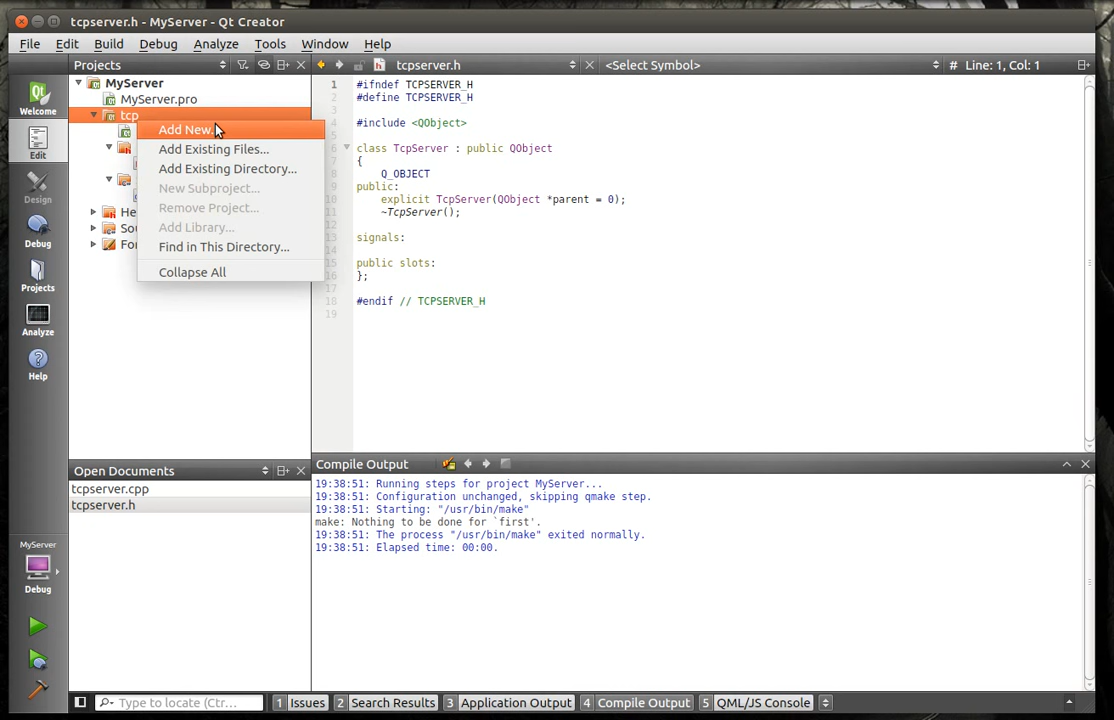 tcpserver.h - MyServer - Qt Creator
File Edit Build Debug Analyze Tools Window Help
Projects
tcpserver.h
<Select Symbol>
# Line: 1, Col: 1
Welcome
Edit
Design
Debug
Projects
Analyze
Help
MyServer
Debug
MyServer
MyServer.pro
tcp
He
Sou
For
Add New.
Add Existing Files...
Add Existing Directory...
New Subproject...
Remove Project...
Add Library...
Find in This Directory...
Collapse All
1 #ifndef TCPSERVER_H
2 #define TCPSERVER_H
3
4 #include <QObject>
5
6 class TcpServer : public QObject
7 {
8 Q_OBJECT
9 public:
10 explicit TcpServer(QObject *parent = 0);
11 ~TcpServer();
12
13 signals:
14
15 public slots:
16 };
17
18 #endif // TCPSERVER_H
19
Open Documents
tcpserver.cpp
tcpserver.h
Compile Output
19:38:51: Running steps for project MyServer...
19:38:51: Configuration unchanged, skipping qmake step.
19:38:51: Starting: "/usr/bin/make"
make: Nothing to be done for `first'.
19:38:51: The process "/usr/bin/make" exited normally.
19:38:51: Elapsed time: 00:00.
Type to locate (Ctr...
1 Issues 2 Search Results 3 Application Output 4 Compile Output 5 QML/JS Console